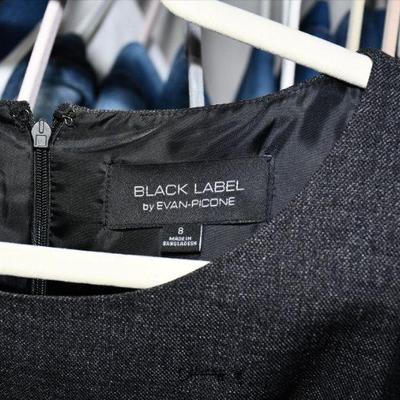 BLACK LABEL
by EVAN-PICONE
8
MADE IN
BANGLADESH